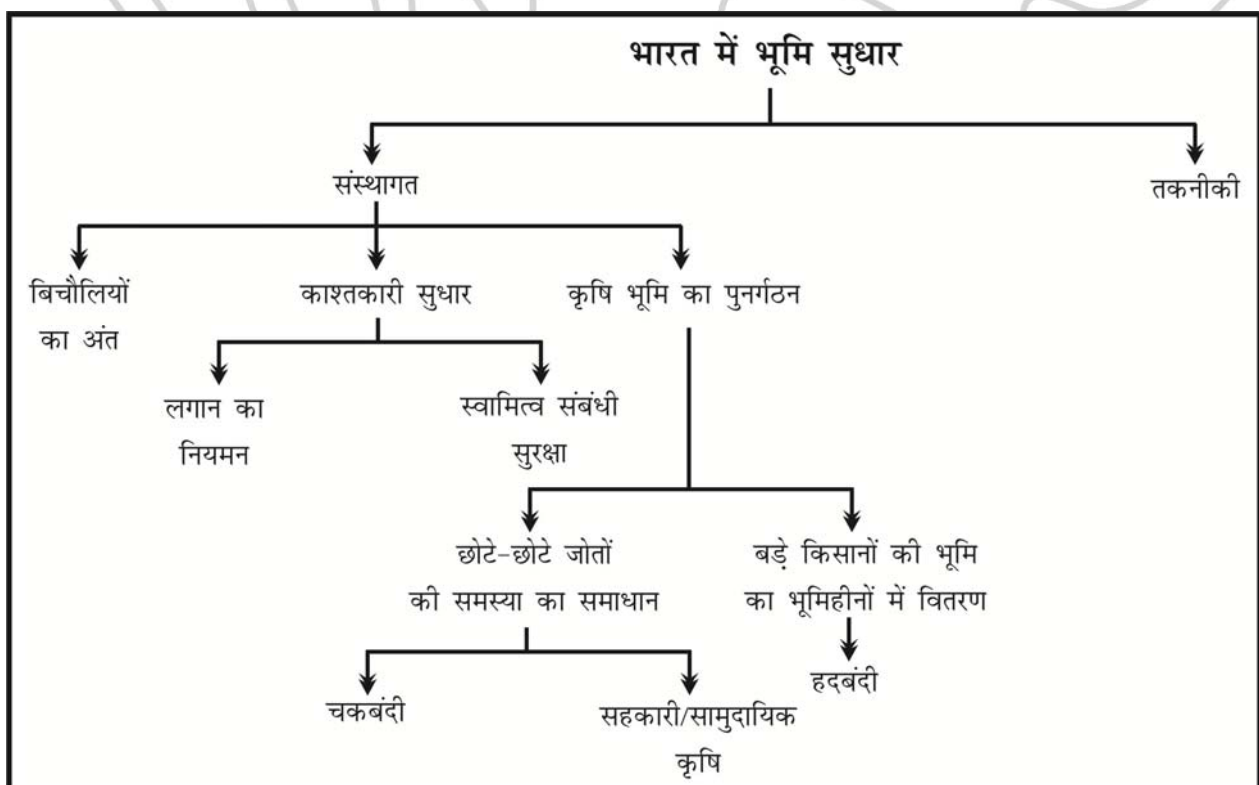 भारत में भूमि सुधार
संस्थागत
तकनीकी
बिचौलियों
का अंत
काश्तकारी सुधार
कृषि भूमि का पुनर्गठन
लगान का
नियमन
स्वामित्व संबंधी
सुरक्षा
छोटे-छोटे जोतों
की समस्या का समाधान
बड़े किसानों की भूमि
का भूमिहीनों में वितरण
चकबंदी
सहकारी/सामुदायिक
कृषि
हदबंदी